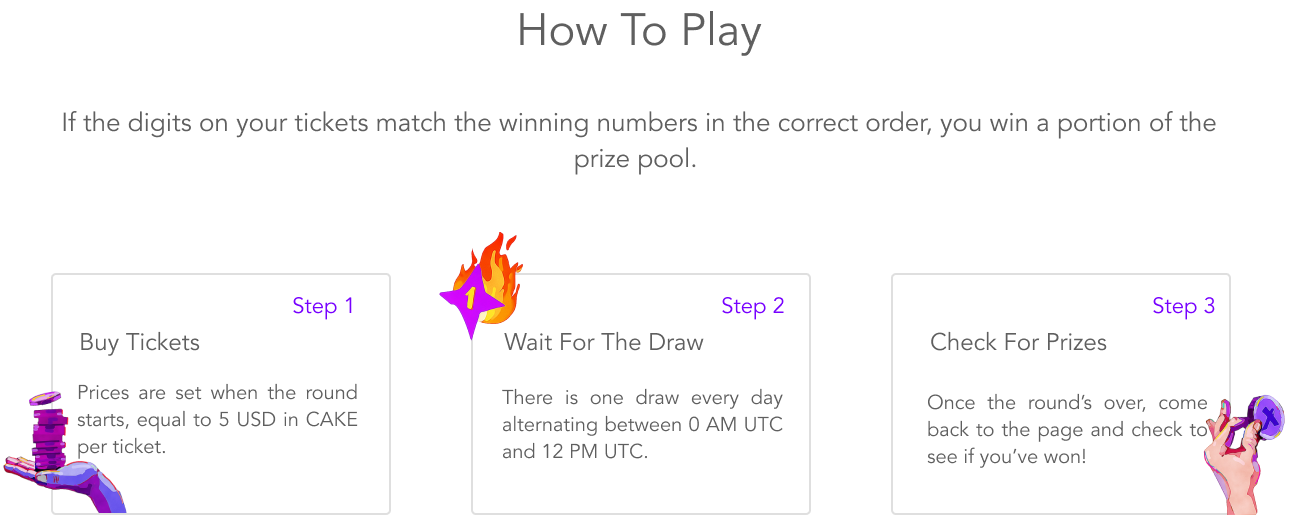 How To Play
If the digits on your tickets match the winning numbers in the correct order, you win a portion of the
prize pool.
Step 1
Buy Tickets
Prices are set when the round
starts, equal to 5 USD in CAKE
per ticket.
1
Step 2
Wait For The Draw
There is one draw every day
alternating between 0 AM UTC
and 12 PM UTC.
Step 3
Check For Prizes
Once the round’s over, come
back to the page and check to
see if you’ve won!